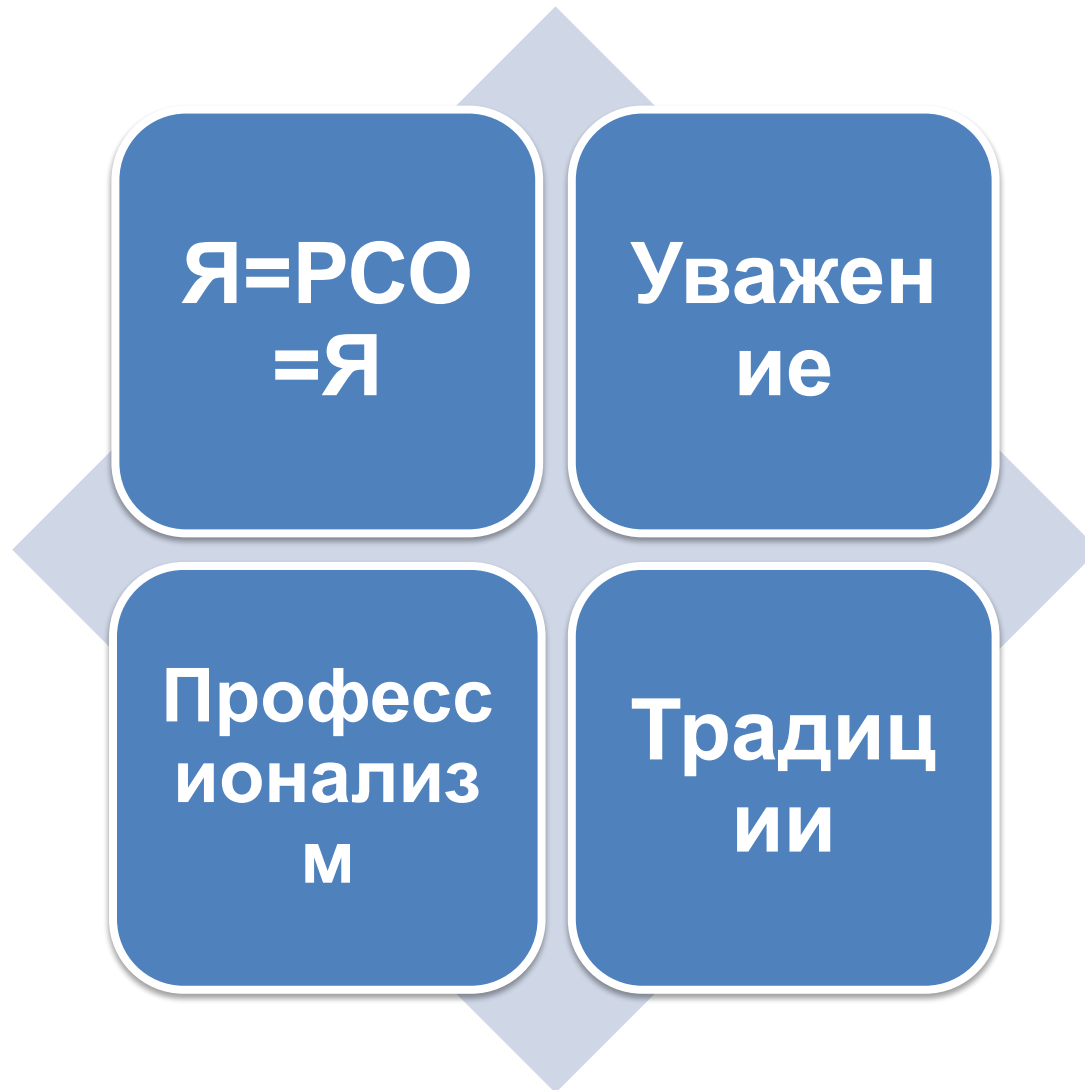 Я=РСО
=Я
Уважен
ие
Професс
ионализ
м
Традиц
ии